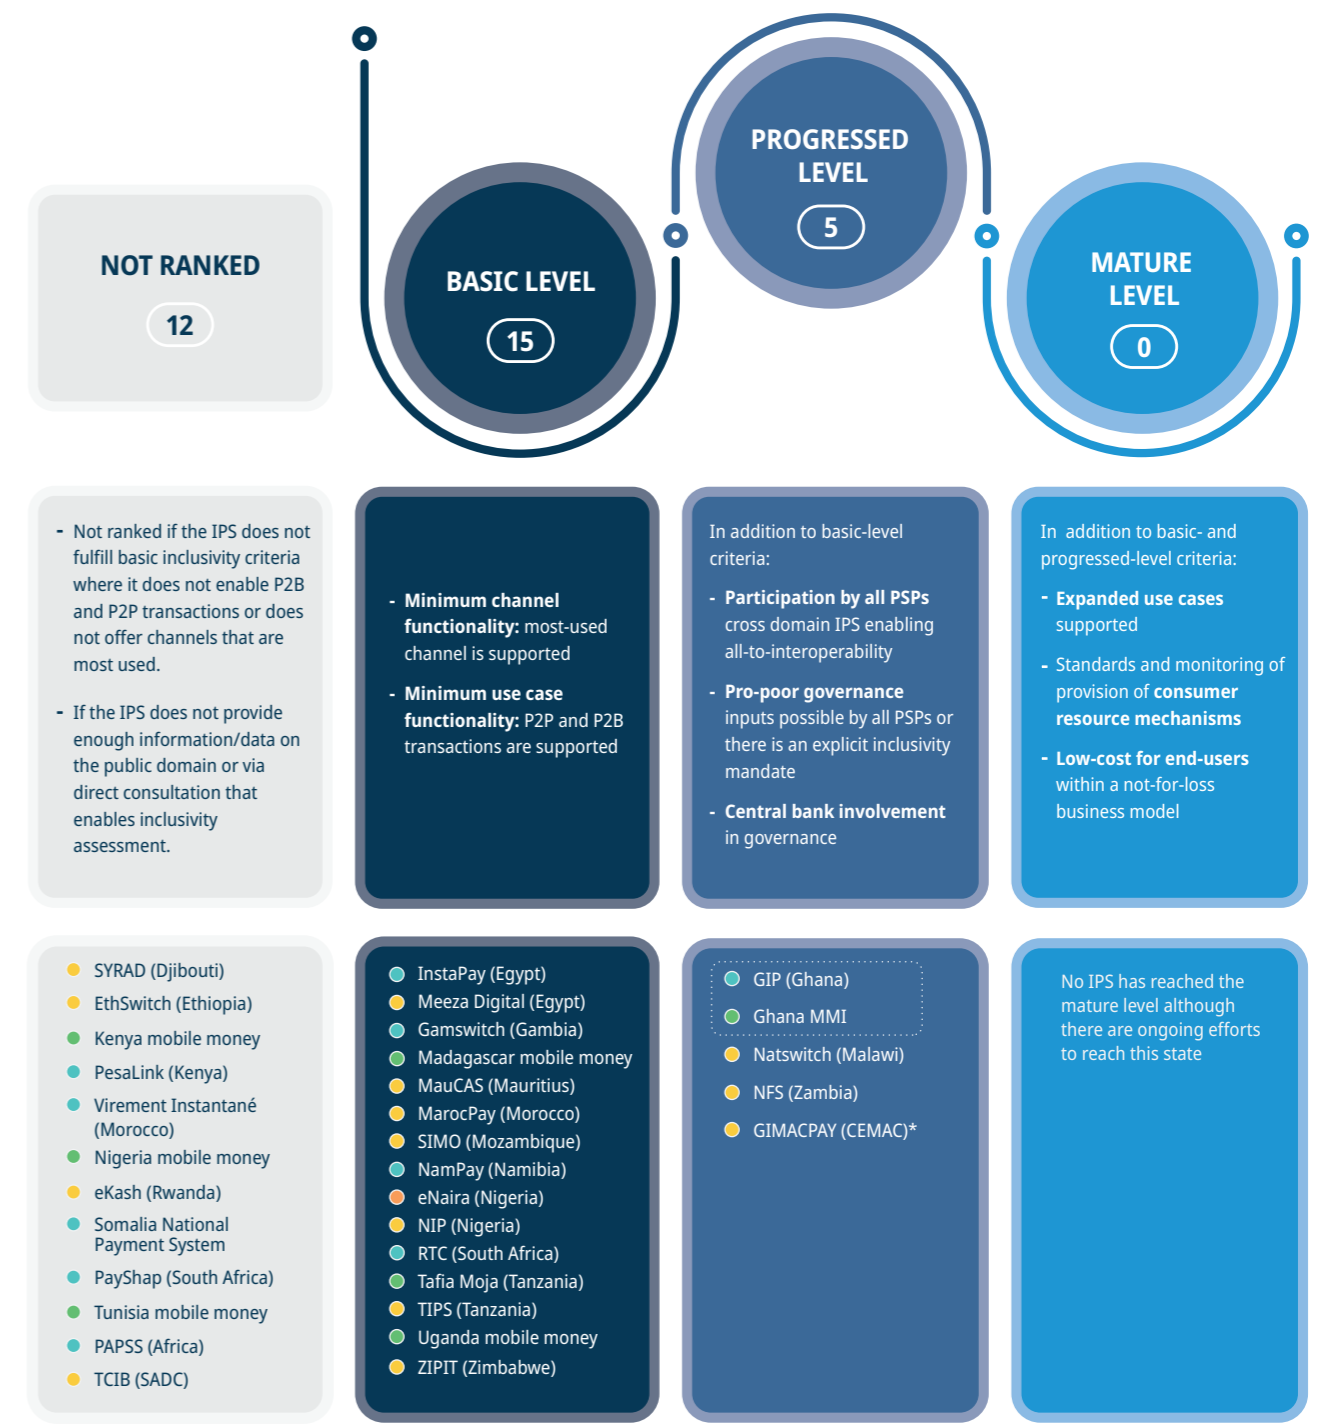 NOT RANKED
12
BASIC LEVEL
15
PROGRESSED
LEVEL
5
MATURE
LEVEL
0
- Not ranked if the IPS does not
fulfill basic inclusivity criteria
where it does not enable P2B
and P2P transactions or does
not offer channels that are
most used.
- If the IPS does not provide
enough information/data on
the public domain or via
direct consultation that
enables inclusivity
assessment.
- Minimum channel
functionality: most-used
channel is supported
- Minimum use case
functionality: P2P and P2B
transactions are supported
In addition to basic-level
criteria:
- Participation by all PSPs
cross domain IPS enabling
all-to-interoperability
- Pro-poor governance
inputs possible by all PSPs or
there is an explicit inclusivity
mandate
- Central bank involvement
in governance
In addition to basic- and
progressed-level criteria:
- Expanded use cases
supported
- Standards and monitoring of
provision of consumer
resource mechanisms
- Low-cost for end-users
within a not-for-loss
business model
SYRAD (Djibouti)
EthSwitch (Ethiopia)
Kenya mobile money
PesaLink (Kenya)
Virement Instantané
(Morocco)
Nigeria mobile money
eKash (Rwanda)
Somalia National
Payment System
PayShap (South Africa)
Tunisia mobile money
PAPSS (Africa)
TCIB (SADC)
InstaPay (Egypt)
Meeza Digital (Egypt)
Gamswitch (Gambia)
Madagascar mobile money
MauCAS (Mauritius)
MarocPay (Morocco)
SIMO (Mozambique)
NamPay (Namibia)
eNaira (Nigeria)
NIP (Nigeria)
RTC (South Africa)
Tafia Moja (Tanzania)
TIPS (Tanzania)
Uganda mobile money
ZIPIT (Zimbabwe)
GIP (Ghana)
Ghana MMI
Natswitch (Malawi)
NFS (Zambia)
GIMACPAY (CEMAC)*
No IPS has reached the
mature level although
there are ongoing efforts
to reach this state